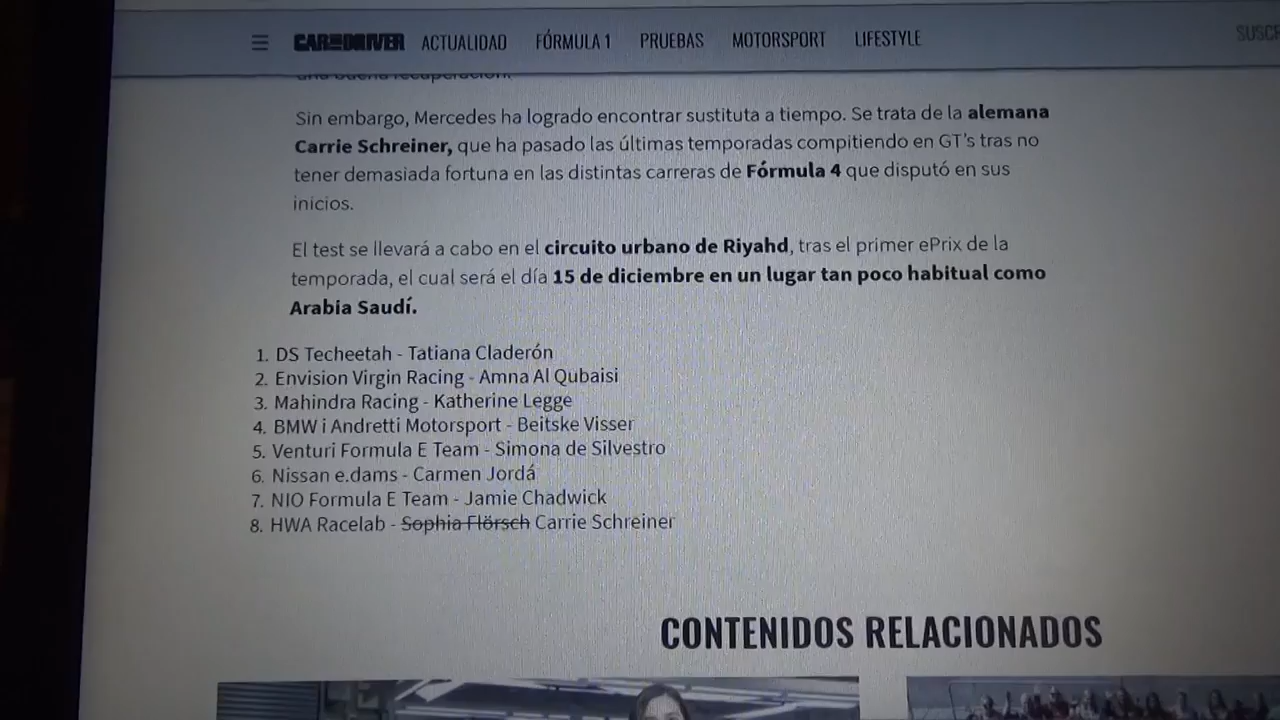 CAR AND DRIVER ACTUALIDAD FÓRMULA 1 PRUEBAS MOTORSPORT LIFESTYLE
una buena recuperación.
Sin embargo, Mercedes ha logrado encontrar sustituta a tiempo. Se trata de la alemana
Carrie Schreiner, que ha pasado las últimas temporadas compitiendo en GT's tras no
tener demasiada fortuna en las distintas carreras de Fórmula 4 que disputó en sus
inicios.
El test se llevará a cabo en el circuito urbano de Riyahd, tras el primer ePrix de la
temporada, el cual será el día 15 de diciembre en un lugar tan poco habitual como
Arabia Saudí.
1. DS Techeetah - Tatiana Claderón
2. Envision Virgin Racing - Amna Al Qubaisi
3. Mahindra Racing - Katherine Legge
4. BMW i Andretti Motorsport - Beitske Visser
5. Venturi Formula E Team - Simona de Silvestro
6. Nissan e.dams - Carmen Jordá
7. NIO Formula E Team - Jamie Chadwick
8. HWA Racelab - Sophia Flörsch Carrie Schreiner
CONTENIDOS RELACIONADOS